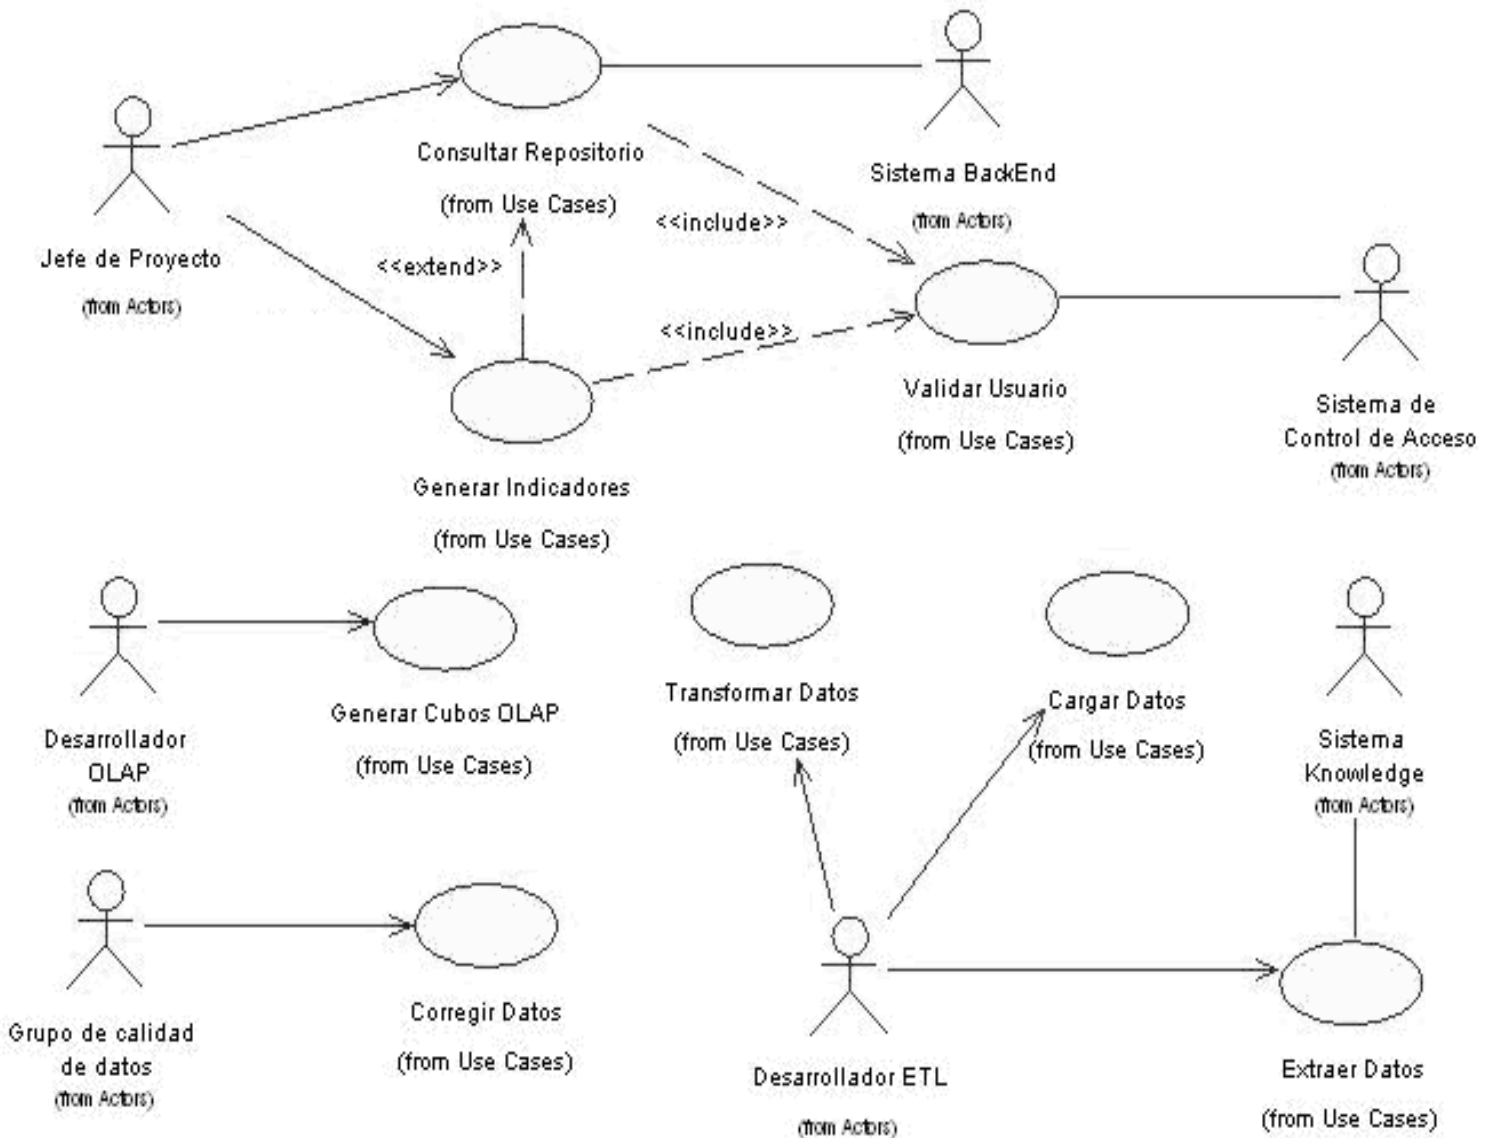 Consultar Repositorio
(from Use Cases)
Sistema BackEnd
(from Actors)
<<include>>
Jefe de Proyecto
(from Actors)
<<extend>>
<<include>>
Validar Usuario
(from Use Cases)
Sistema de
Control de Acceso
(from Actors)
Generar Indicadores
(from Use Cases)
Desarrollador
OLAP
(from Actors)
Generar Cubos OLAP
(from Use Cases)
Transformar Datos
(from Use Cases)
Cargar Datos
(from Use Cases)
Sistema
Knowledge
(from Actors)
Grupo de calidad
de datos
(from Actors)
Corregir Datos
(from Use Cases)
Desarrollador ETL
(from Actors)
Extraer Datos
(from Use Cases)